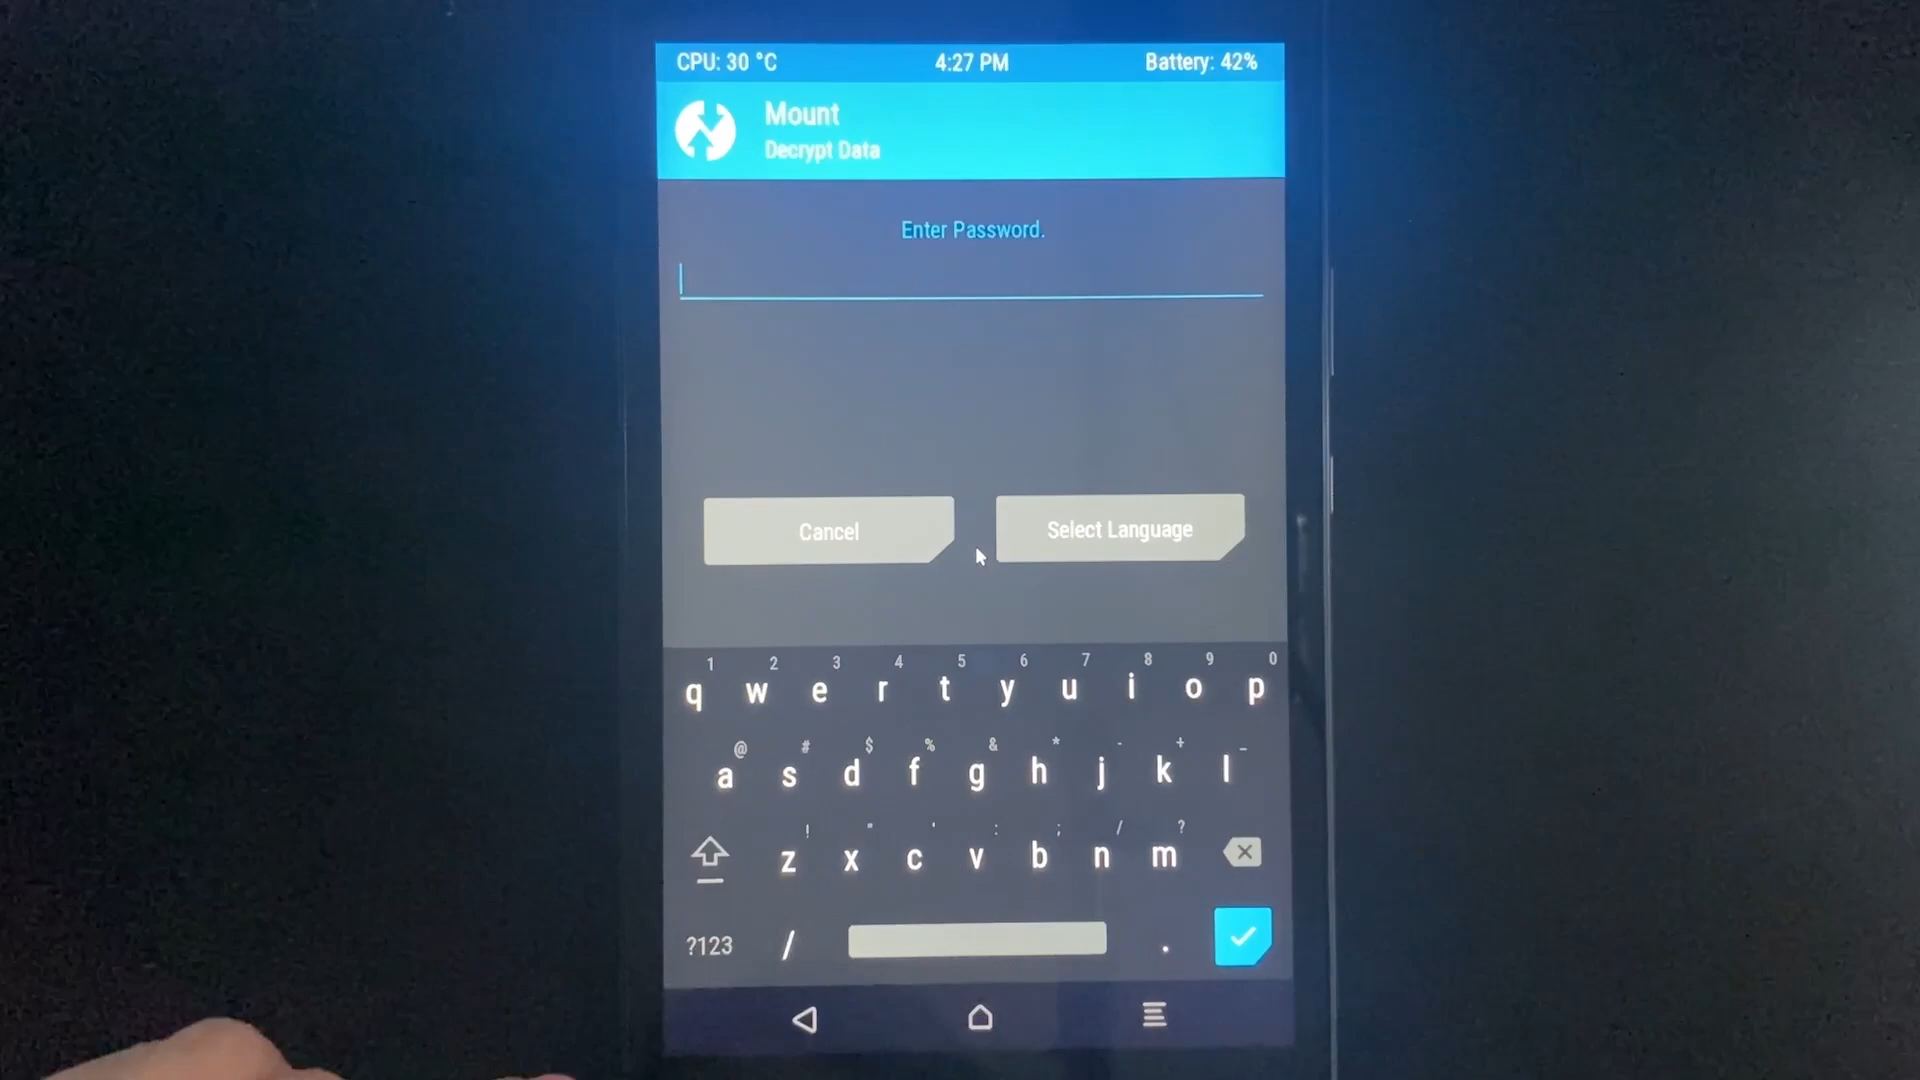 CPU: 30 °C 4:27 PM Battery: 42%
Mount
Decrypt Data
Enter Password.
Cancel Select Language
1 2 3 4 5 6 7 8 9 0
q w e r t y u i o p
@ # $ % & * - + _
a s d f g h j k l
! " ' : ; / ?
z x c v b n m
?123 / .